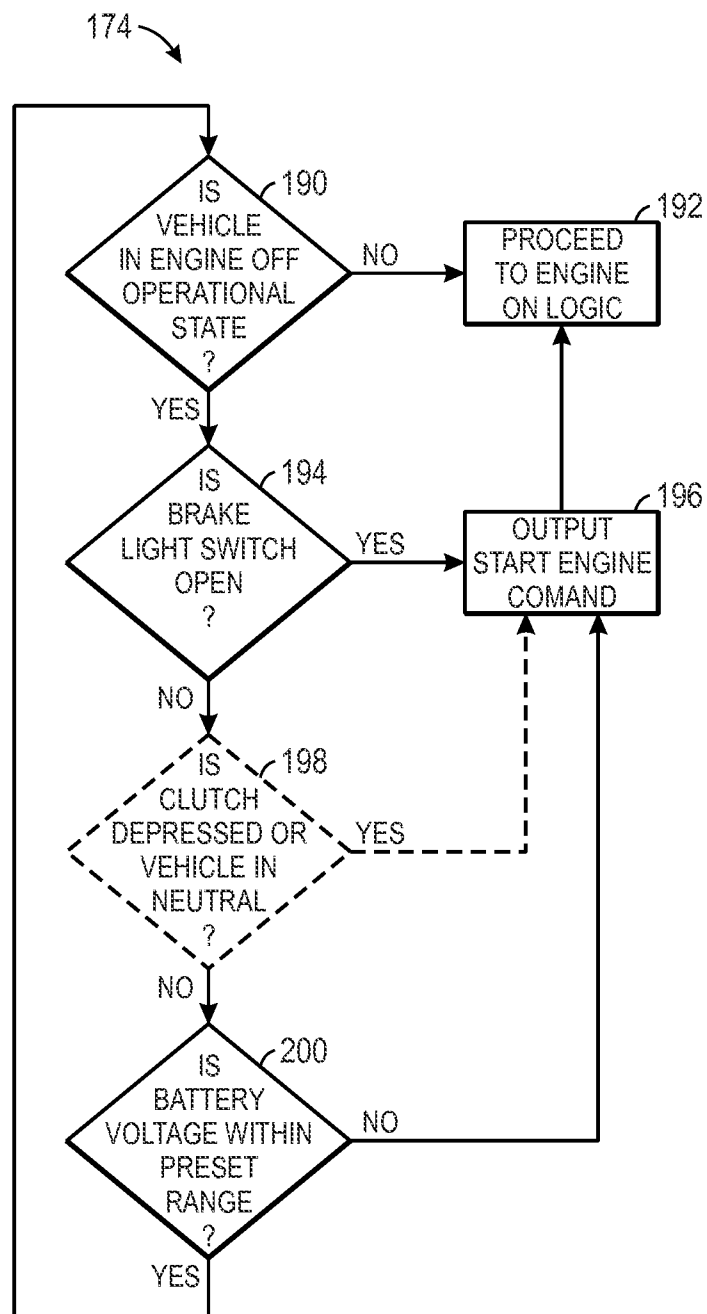 174
190
IS
VEHICLE
IN ENGINE OFF
OPERATIONAL
STATE
?
NO
192
PROCEED
TO ENGINE
ON LOGIC
YES
194
IS
BRAKE
LIGHT SWITCH
OPEN
?
YES
196
OUTPUT
START ENGINE
COMAND
NO
198
IS
CLUTCH
DEPRESSED OR
VEHICLE IN
NEUTRAL
?
YES
NO
200
IS
BATTERY
VOLTAGE WITHIN
PRESET
RANGE
?
NO
YES